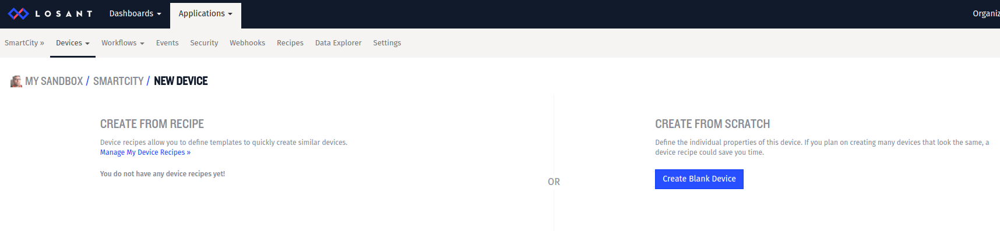 LOSANT Dashboards Applications Organiz
SmartCity » Devices Workflows Events Security Webhooks Recipes Data Explorer Settings
MY SANDBOX / SMARTCITY / NEW DEVICE
CREATE FROM RECIPE
Device recipes allow you to define templates to quickly create similar devices.
Manage My Device Recipes »
You do not have any device recipes yet!
OR
CREATE FROM SCRATCH
Define the individual properties of this device. If you plan on creating many devices that look the same, a
device recipe could save you time.
Create Blank Device